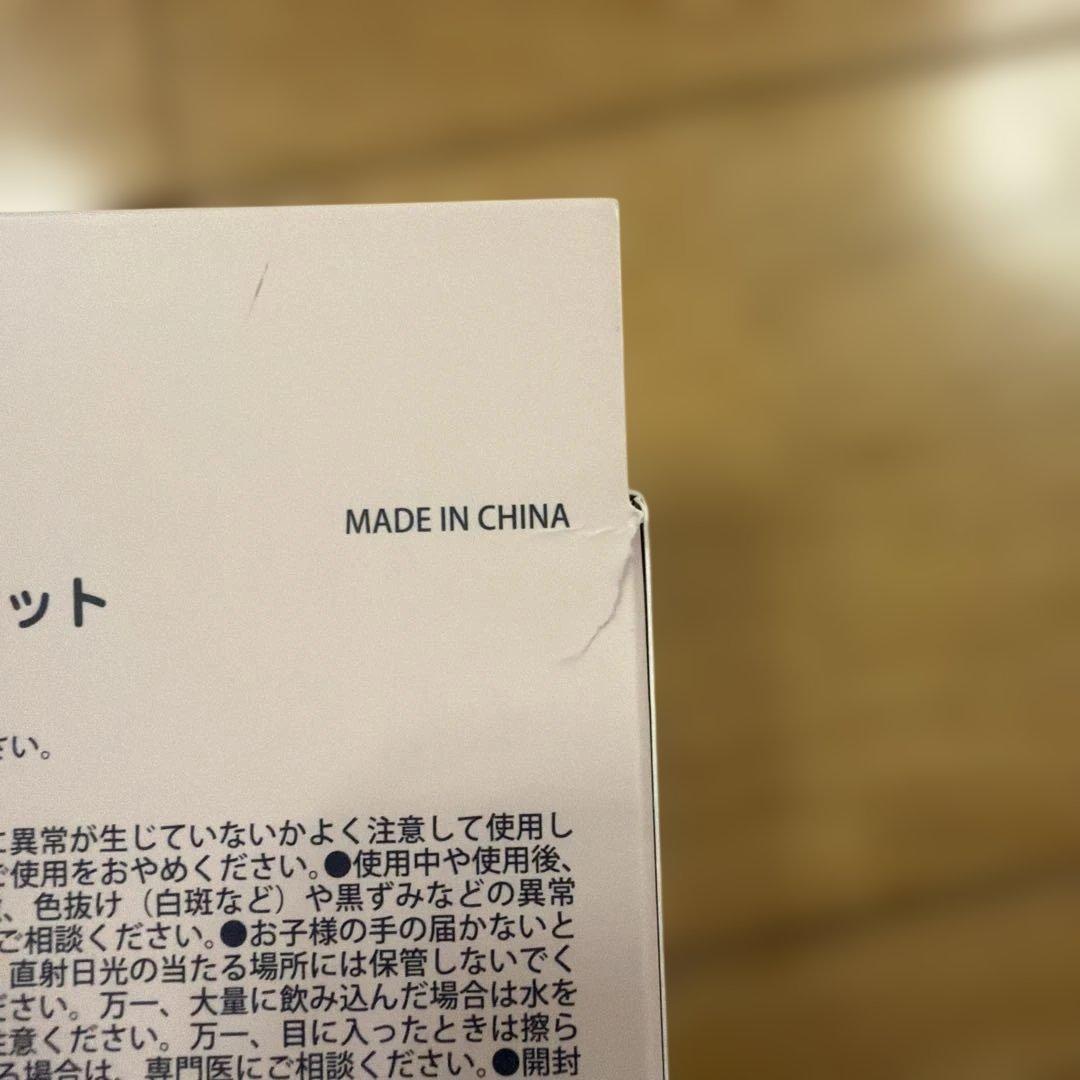 MADE IN CHINA
ット
さい。
に異常が生じていないかよく注意して使用し
ご使用をおやめください。●使用中や使用後、
、色抜け（白斑など）や黒ずみなどの異常
ご相談ください。●お子様の手の届かないと
直射日光の当たる場所には保管しないでく
ださい。万一、大量に飲み込んだ場合は水を
注意ください。万一、目に入ったときは擦ら
る場合は、専門医にご相談ください。●開封